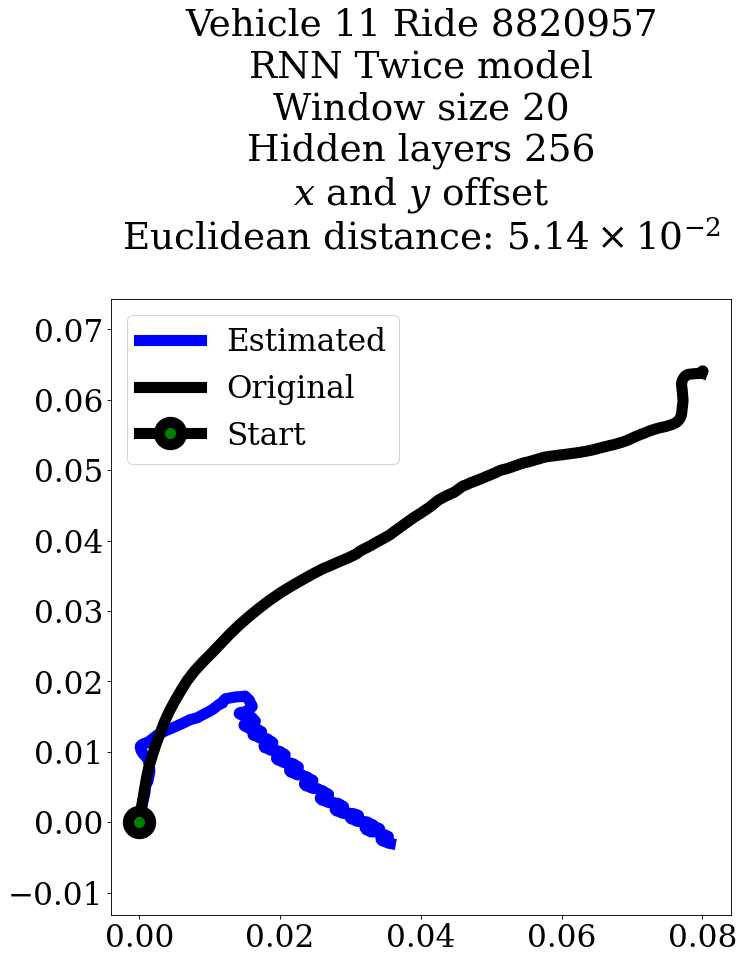 Vehicle 11 Ride 8820957
RNN Twice model
Window size 20
Hidden layers 256
x and y offset
Euclidean distance: 5.14 × 10⁻²
Estimated
Original
Start
0.07
0.06
0.05
0.04
0.03
0.02
0.01
0.00
−0.01
0.00 0.02 0.04 0.06 0.08